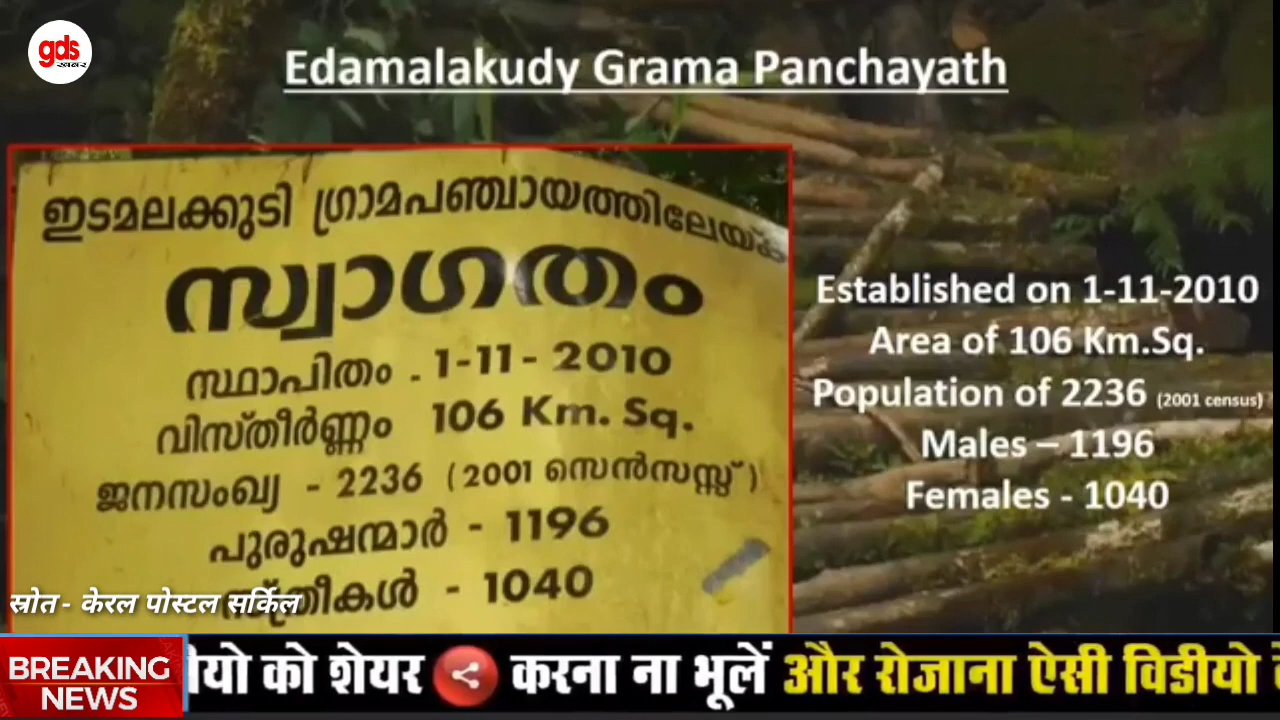 gds
खबर
Edamalakudy Grama Panchayath
ഇടമലക്കുടി ഗ്രാമപഞ്ചായത്തിലേയ്ക്ക്
സ്വാഗതം
സ്ഥാപിതം . 1-11-2010
വിസ്തീർണ്ണം 106 Km. Sq.
ജനസംഖ്യ - 2236 (2001 സെൻസസ്സ്)
പുരുഷന്മാർ - 1196
സ്ത്രീകൾ - 1040
Established on 1-11-2010
Area of 106 Km.Sq.
Population of 2236 (2001 census)
Males – 1196
Females - 1040
स्रोत - केरल पोस्टल सर्किल
BREAKING
NEWS
को शेयर करना ना भूलें और रोजाना ऐसी विडीयो